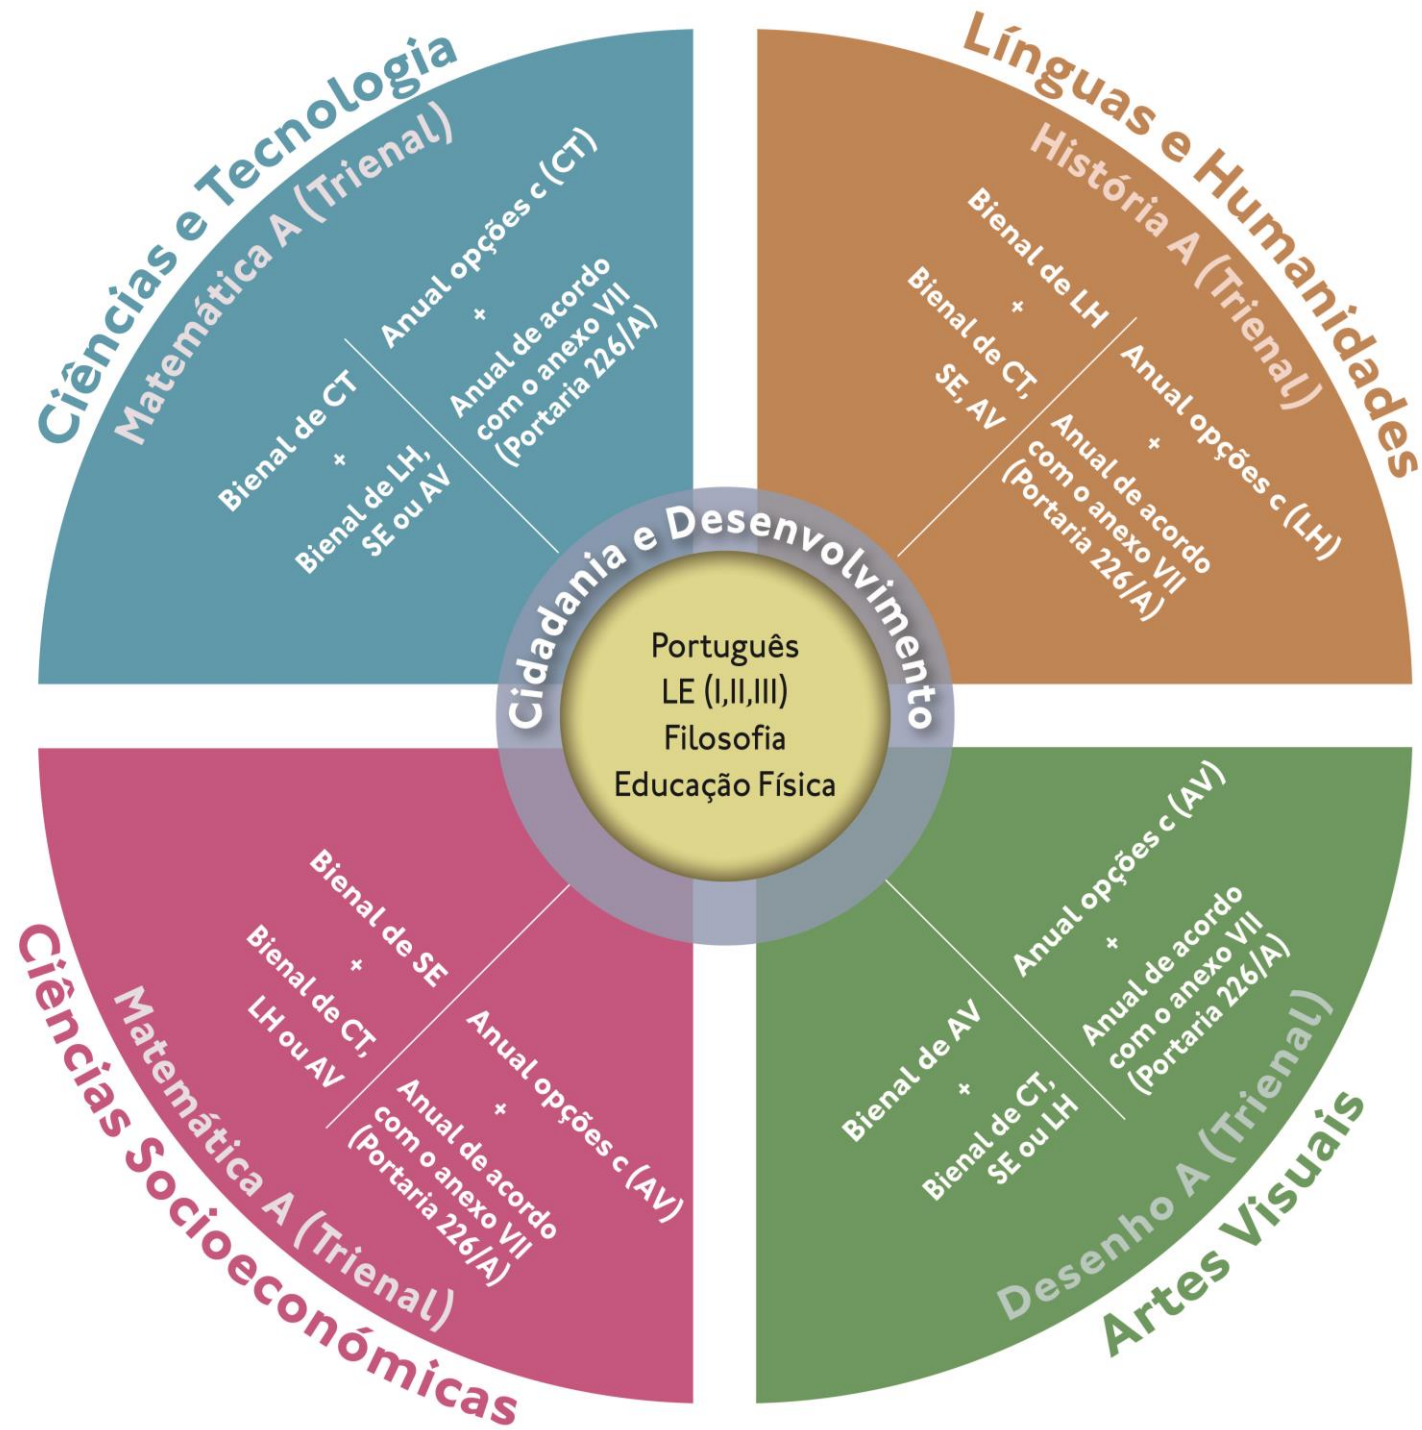 Ciências e Tecnologia
Matemática A (Trienal)
Anual opções c (CT)
+
Anual de acordo
com o anexo VII
(Portaria 226/A)
Bienal de CT
+
Bienal de LH,
SE ou AV
Línguas e Humanidades
História A (Trienal)
Bienal de LH
+
Bienal de CT,
SE, AV
Anual opções c (LH)
+
Anual de acordo
com o anexo VII
(Portaria 226/A)
Cidadania e Desenvolvimento
Português
LE (I,II,III)
Filosofia
Educação Física
Bienal de SE
+
Bienal de CT,
LH ou AV
Anual opções c (AV)
+
Anual de acordo
com o anexo VII
(Portaria 226/A)
Matemática A (Trienal)
Ciências Socioeconómicas
Anual opções c (AV)
+
Anual de acordo
com o anexo VII
(Portaria 226/A)
Bienal de AV
+
Bienal de CT,
SE ou LH
Desenho A (Trienal)
Artes Visuais